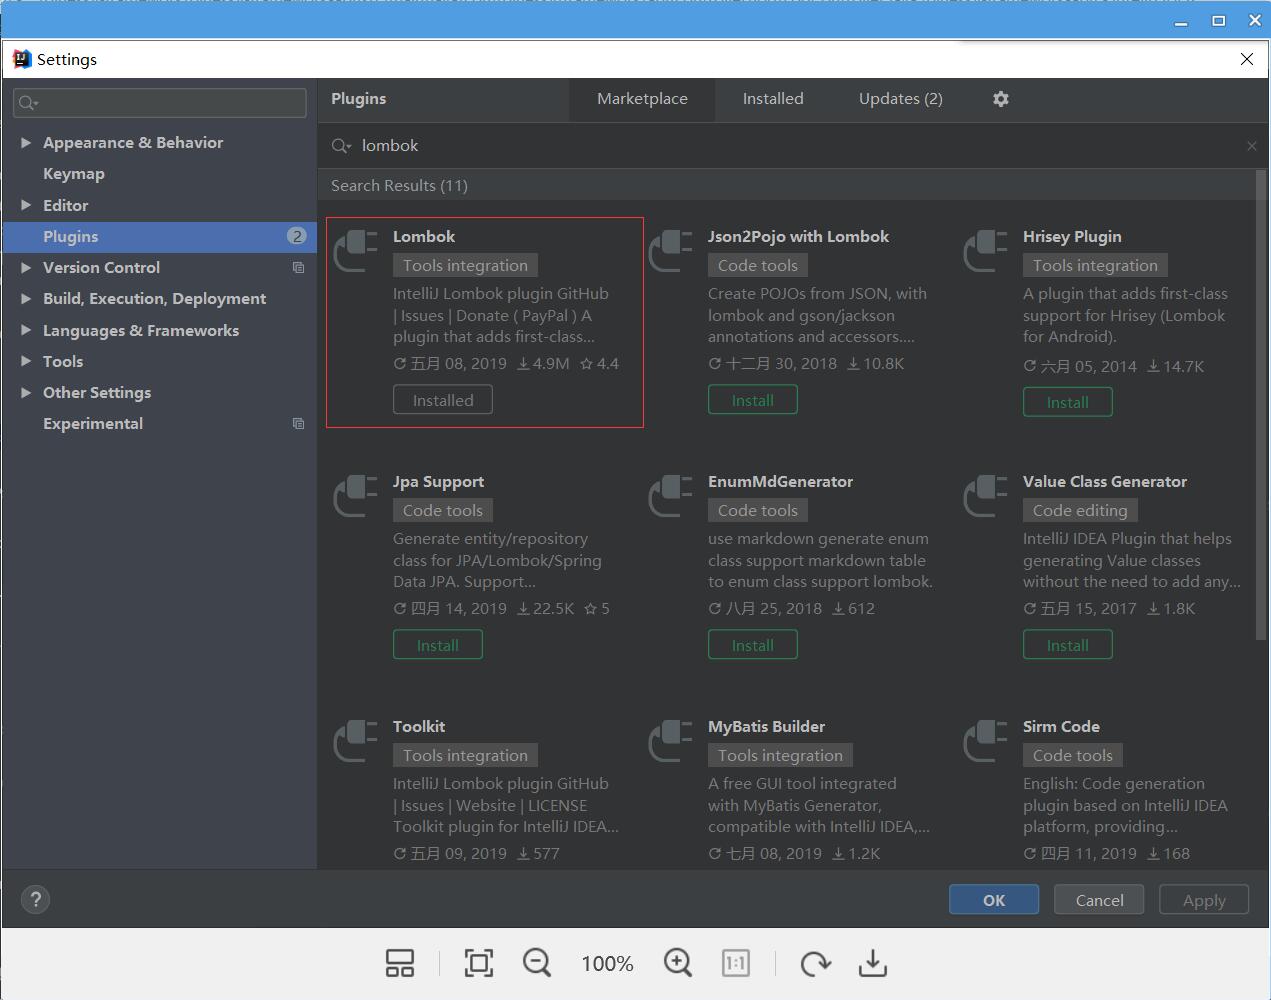 Settings
Plugins
Marketplace
Installed
Updates (2)
Appearance & Behavior
Keymap
Editor
Plugins
2
Version Control
Build, Execution, Deployment
Languages & Frameworks
Tools
Other Settings
Experimental
lombok
Search Results (11)
Lombok
Tools integration
IntelliJ Lombok plugin GitHub
| Issues | Donate ( PayPal ) A
plugin that adds first-class...
五月 08, 2019 4.9M 4.4
Installed
Json2Pojo with Lombok
Code tools
Create POJOs from JSON, with
lombok and gson/jackson
annotations and accessors....
十二月 30, 2018 10.8K
Install
Hrisey Plugin
Tools integration
A plugin that adds first-class
support for Hrisey (Lombok
for Android).
六月 05, 2014 14.7K
Install
Jpa Support
Code tools
Generate entity/repository
class for JPA/Lombok/Spring
Data JPA. Support...
四月 14, 2019 22.5K 5
Install
EnumMdGenerator
Code tools
use markdown generate enum
class support markdown table
to enum class support lombok.
八月 25, 2018 612
Install
Value Class Generator
Code editing
IntelliJ IDEA Plugin that helps
generating Value classes
without the need to add any...
五月 15, 2017 1.8K
Install
Toolkit
Tools integration
IntelliJ Lombok plugin GitHub
| Issues | Website | LICENSE
Toolkit plugin for IntelliJ IDEA...
五月 09, 2019 577
MyBatis Builder
Tools integration
A free GUI tool integrated
with MyBatis Generator,
compatible with IntelliJ IDEA,...
七月 08, 2019 1.2K
Sirm Code
Code tools
English: Code generation
plugin based on IntelliJ IDEA
platform, providing...
四月 11, 2019 168
?
OK
Cancel
Apply
100%
1:1